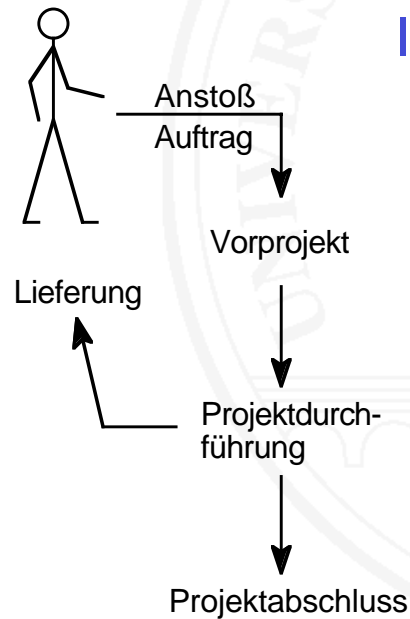 Anstoß
Auftrag
Vorprojekt
Lieferung
Projektdurch-
führung
Projektabschluss